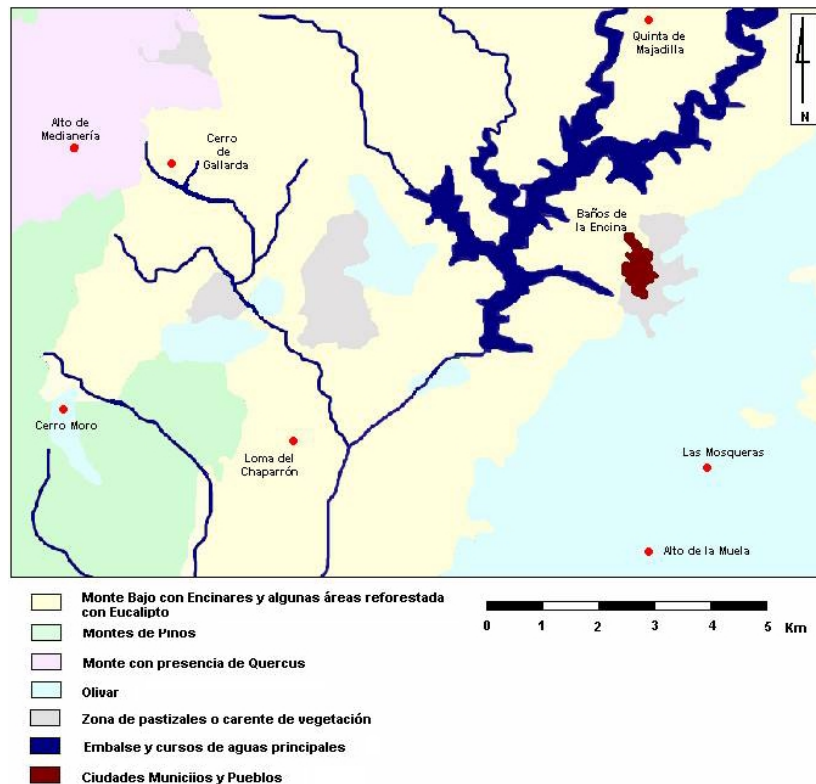 Quinta de
Majadilla
N
Alto de
Medianería
Cerro
de
Gallarda
Baños de
la Encina
Cerro Moro
Loma del
Chaparrón
Las Mosqueras
Alto de la Muela
Monte Bajo con Encinares y algunas áreas reforestada
con Eucalipto
Montes de Pinos
Monte con presencia de Quercus
Olivar
Zona de pastizales o carente de vegetación
Embalse y cursos de aguas principales
Ciudades Municiios y Pueblos
0 1 2 3 4 5 Km